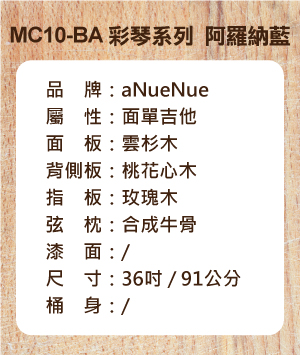 MC10-BA 彩琴系列 阿羅納藍
品 牌：aNueNue
屬 性：面單吉他
面 板：雲杉木
背側板：桃花心木
指 板：玫瑰木
弦 枕：合成牛骨
漆 面：/
尺 寸：36吋 / 91公分
桶 身：/